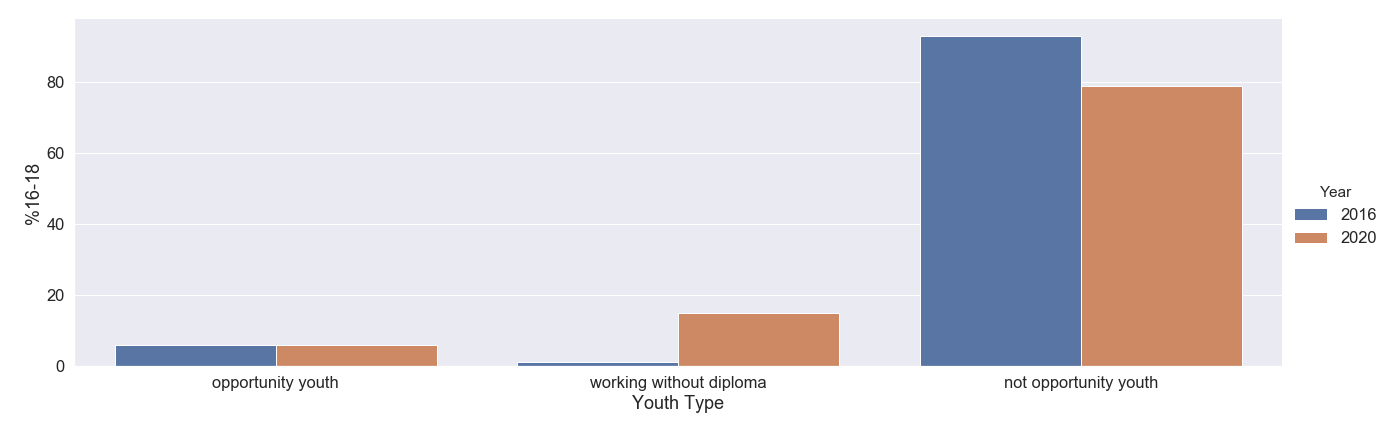 80
60
40
20
0
%16-18
opportunity youth
working without diploma
not opportunity youth
Youth Type
Year
2016
2020